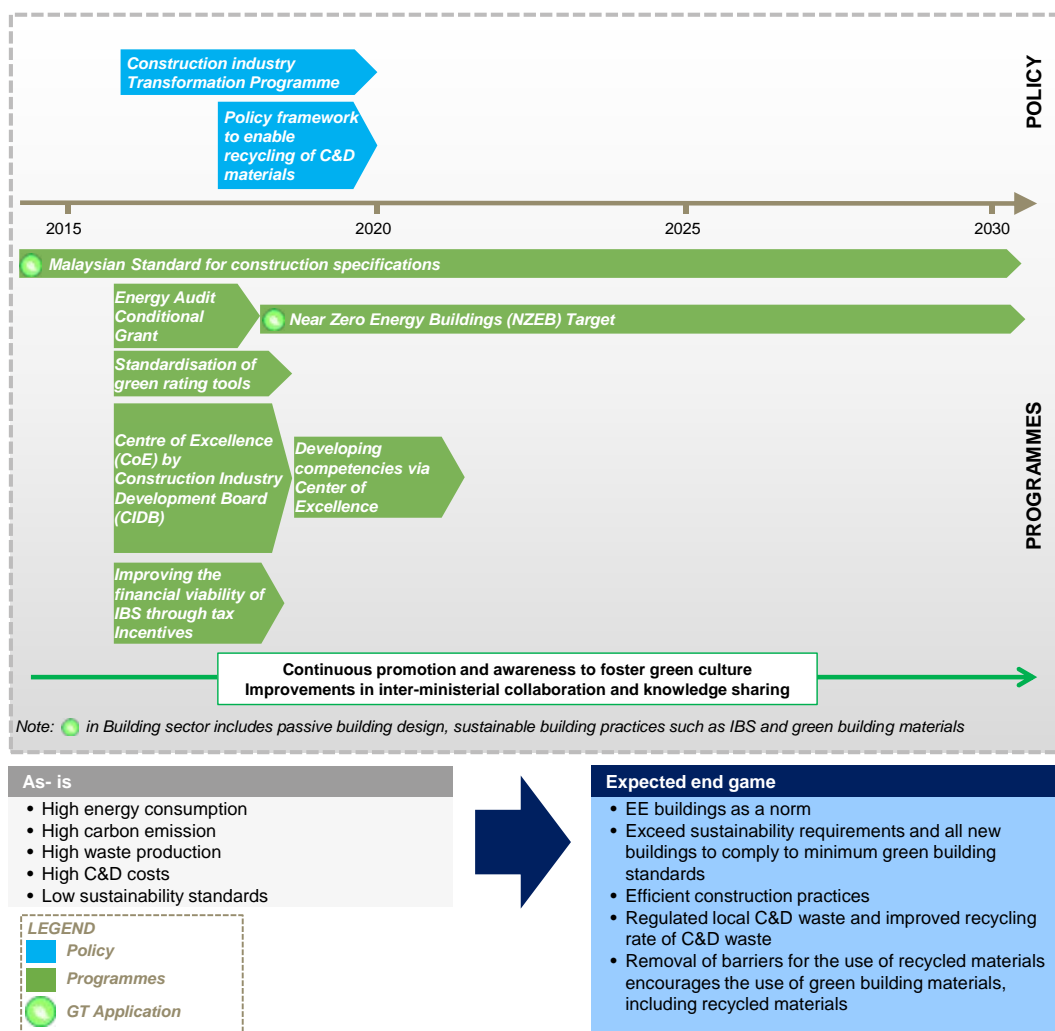 Construction industry
Transformation Programme
Policy framework
to enable
recycling of C&D
materials
POLICY
2015
2020
2025
2030
Malaysian Standard for construction specifications
Energy Audit
Conditional
Grant
Near Zero Energy Buildings (NZEB) Target
Standardisation of
green rating tools
Centre of Excellence
(CoE) by
Construction Industry
Development Board
(CIDB)
Developing
competencies via
Center of
Excellence
Improving the
financial viability of
IBS through tax
Incentives
PROGRAMMES
Continuous promotion and awareness to foster green culture
Improvements in inter-ministerial collaboration and knowledge sharing
Note: in Building sector includes passive building design, sustainable building practices such as IBS and green building materials
As- is
• High energy consumption
• High carbon emission
• High waste production
• High C&D costs
• Low sustainability standards
Expected end game
• EE buildings as a norm
• Exceed sustainability requirements and all new
buildings to comply to minimum green building
standards
• Efficient construction practices
• Regulated local C&D waste and improved recycling
rate of C&D waste
• Removal of barriers for the use of recycled materials
encourages the use of green building materials,
including recycled materials
LEGEND
Policy
Programmes
GT Application